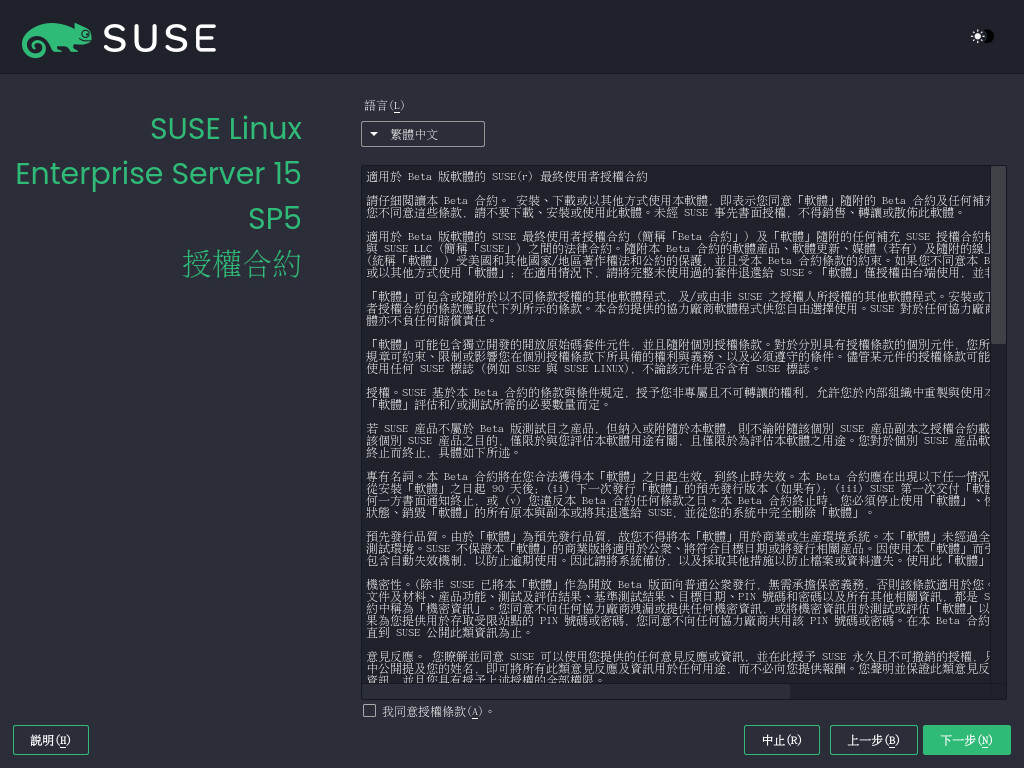 SUSE
SUSE Linux
Enterprise Server 15
SP5
授權合約
語言(L)
繁體中文
適用於 Beta 版軟體的 SUSE(r) 最終使用者授權合約
請仔細閱讀本 Beta 合約。 安裝、下載或以其他方式使用本軟體，即表示您同意「軟體」隨附的 Beta 合約及任何補充
您不同意這些條款，請不要下載、安裝或使用此軟體。未經 SUSE 事先書面授權，不得銷售、轉讓或散佈此軟體。
適用於 Beta 版軟體的 SUSE 最終使用者授權合約 (簡稱「Beta 合約」) 及「軟體」隨附的任何補充 SUSE 授權合約
與 SUSE LLC (簡稱「SUSE」) 之間的法律合約。隨附本 Beta 合約的軟體產品、軟體更新、媒體 (若有) 及隨附的
(統稱「軟體」) 受美國和其他國家/地區著作權法和公約的保護，並且受本 Beta 合約條款的約束。如果您不同意本
或以其他方式使用「軟體」；在適用情況下，請將完整未使用過的套件退還給 SUSE。「軟體」僅授權由台端使用，並
「軟體」可包含或隨附於以不同條款授權的其他軟體程式，及/或由非 SUSE 之授權人所授權的其他軟體程式。安裝或
者授權合約的條款應取代下列所示的條款。本合約提供的協力廠商軟體程式供您自由選擇使用。SUSE 對於任何協力廠
體亦不負任何賠償責任。
「軟體」可能包含獨立開發的開放原始碼套件元件，並且隨附個別授權條款。對於分別具有授權條款的個別元件，您所
規章可約束、限制或影響您在個別授權條款下所具備的權利與義務、以及必須遵守的條件。儘管某元件的授權條款可能
使用任何 SUSE 標誌 (例如 SUSE 與 SUSE LINUX)，不論該元件是否含有 SUSE 標誌。
授權。SUSE 基於本 Beta 合約的條款與條件規定，授予您非專屬且不可轉讓的權利，允許您於內部組織中重製與使用
「軟體」評估和/或測試所需的必要數量而定。
若 SUSE 產品不屬於 Beta 版測試目之產品，但納入或附隨於本軟體，則不論附隨該個別 SUSE 產品副本之授權合約載
該個別 SUSE 產品之目的，僅限於與您評估本軟體用途有關，且僅限於為評估本軟體之用途。您對於個別 SUSE 產品軟
終止而終止，具體如下所述。
專有名詞。本 Beta 合約將在您合法獲得本「軟體」之日起生效，到終止時失效。本 Beta 合約應在出現以下任一情況
從安裝「軟體」之日起 90 天後；(ii) 下一次發行「軟體」的預先發行版本 (如果有)；(iii) SUSE 第一次交付「軟體
何一方書面通知終止，或 (v) 您違反本 Beta 合約任何條款之日。本 Beta 合約終止時，您必須停止使用「軟體」、
狀態、銷毀「軟體」的所有原本與副本或將其退還給 SUSE，並從您的系統中完全刪除「軟體」。
預先發行品質。由於「軟體」為預先發行品質，故您不得將本「軟體」用於商業或生產環境系統。本「軟體」未經過全
測試環境。SUSE 不保證本「軟體」的商業版將適用於公眾、將符合目標日期或將發行相關產品。因使用本「軟體」而
包含自動失效機制，以防止逾期使用。因此請將系統備份，以及採取其他措施以防止檔案或資料遺失。使用此「軟體」
機密性。(除非 SUSE 已將本「軟體」作為開放 Beta 版面向普通公衆發行，無需承擔保密義務，否則該條款適用於您。
文件及材料、產品功能、測試及評估結果、基準測試結果、目標日期、PIN 號碼和密碼以及所有其他相關資訊，都是
約中稱為「機密資訊」。您同意不向任何協力廠商洩漏或提供任何機密資訊，或將機密資訊用於測試或評估「軟體」以
果為您提供用於存取受限站點的 PIN 號碼或密碼，您同意不向任何協力廠商共用該 PIN 號碼或密碼。在本 Beta 合約
直到 SUSE 公開此類資訊為止。
意見反應。 您瞭解並同意 SUSE 可以使用您提供的任何意見反應或資訊，並在此授予 SUSE 永久且不可撤銷的授權，
中公開提及您的姓名，即可將所有此類意見反應及資訊用於任何用途，而不必向您提供報酬。您聲明並保證此類意見反
資訊，並且您具有授予上述授權的全部權限。
我同意授權條款(A)。
說明(H)
中止(R)
上一步(B)
下一步(N)